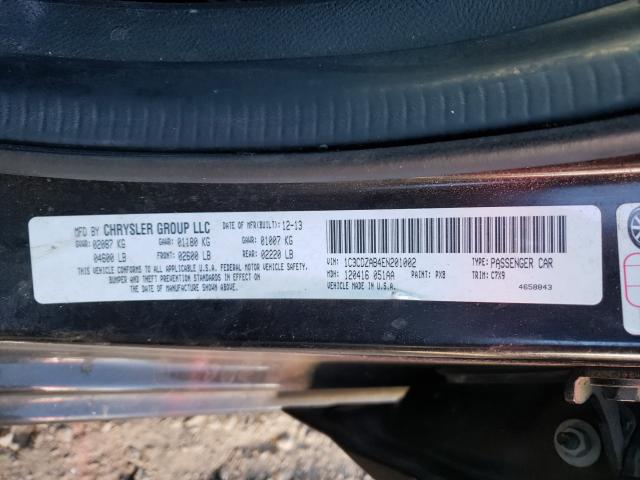 MFD BY CHRYSLER GROUP LLC DATE OF MFR(BUILT): 12-13
GVWR: 02087 KG GAWR: 01180 KG GAWR: 01007 KG
04600 LB FRONT: 02600 LB REAR: 02220 LB
THIS VEHICLE CONFORMS TO ALL APPLICABLE U.S.A. FEDERAL MOTOR VEHICLE SAFETY,
BUMPER AND THEFT PREVENTION STANDARDS IN EFFECT ON
THE DATE OF MANUFACTURE SHOWN ABOVE.
VIN: 1C3CDZAB4EN201002 TYPE: PASSENGER CAR
MDH: 120416 051AA PAINT: PX8 TRIM: C7X9
VEHICLE MADE IN U.S.A. 4658843